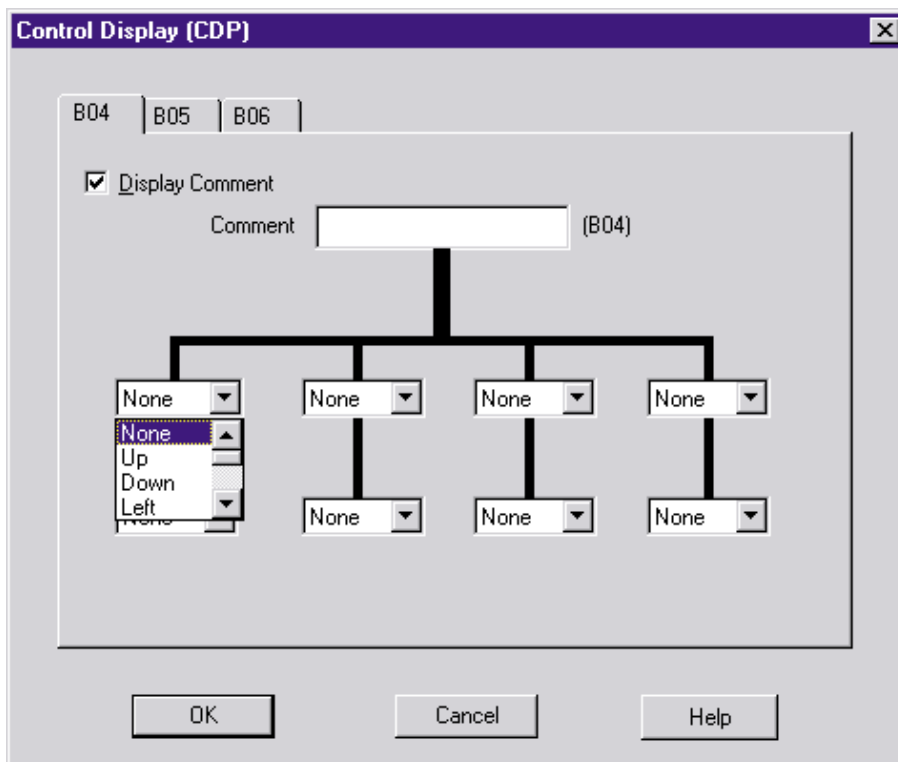 Control Display (CDP)
B04 B05 B06
Display Comment
Comment (B04)
None None None None
None
Up
Down
Left
None None None None
OK Cancel Help